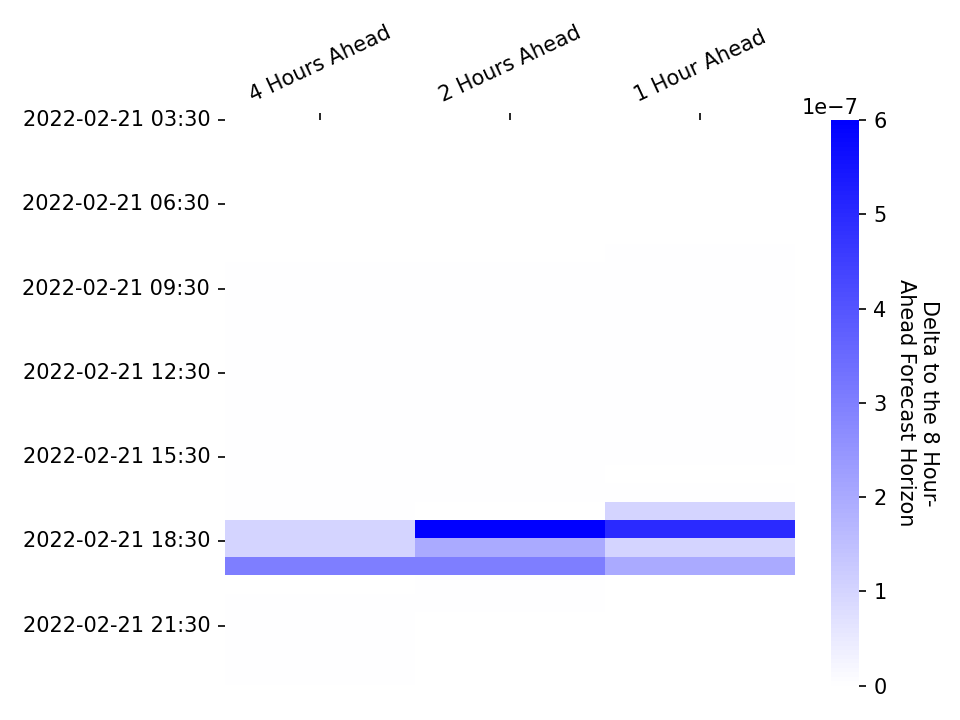 4 Hours Ahead
2 Hours Ahead
1 Hour Ahead
1e−7
2022-02-21 03:30
2022-02-21 06:30
2022-02-21 09:30
2022-02-21 12:30
2022-02-21 15:30
2022-02-21 18:30
2022-02-21 21:30
6
5
4
3
2
1
0
Delta to the 8 Hour-
Ahead Forecast Horizon